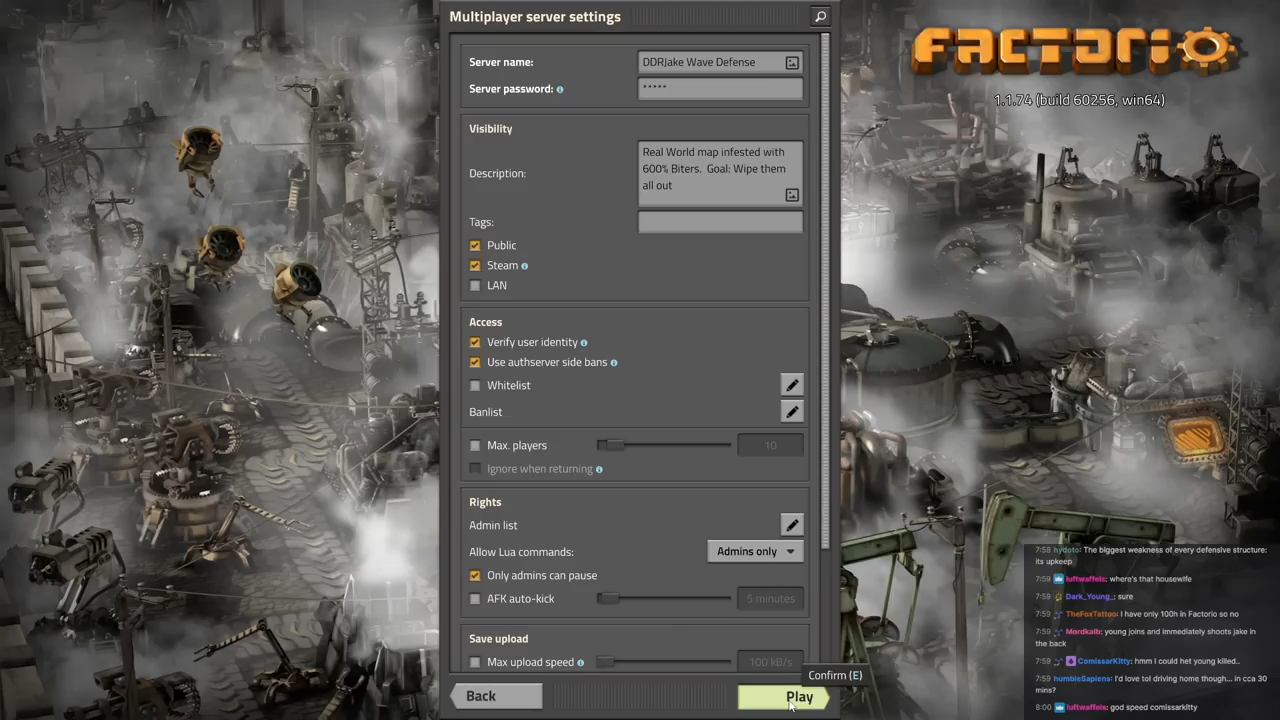 Multiplayer server settings
FACTORIO
1.1.74 (build 60256, win64)
Server name:
DDRJake Wave Defense
Server password:
*****
Visibility
Description:
Real World map infested with
600% Biters. Goal: Wipe them
all out
Tags:
Public
Steam
LAN
Access
Verify user identity
Use authserver side bans
Whitelist
Banlist
Max. players
10
Ignore when returning
Rights
Admin list
Allow Lua commands:
Admins only
Only admins can pause
AFK auto-kick
5 minutes
Save upload
Max upload speed
100 kB/s
Confirm (E)
Back
Play
7:58 hydoto: The biggest weakness of every defensive structure:
its upkeep
7:59 luftwaffels: where's that housewife
7:59 Dark_Young_: sure
7:59 TheFoxTattoo: I have only 100h in Factorio so no
7:59 Mordkalb: young joins and immediately shoots jake in
the back
7:59 ComissarKitty: hmm I could het young killed..
7:59 humbleSapiens: I'd love tol driving home though... in cca 30
mins?
8:00 luftwaffels: god speed comissarkitty